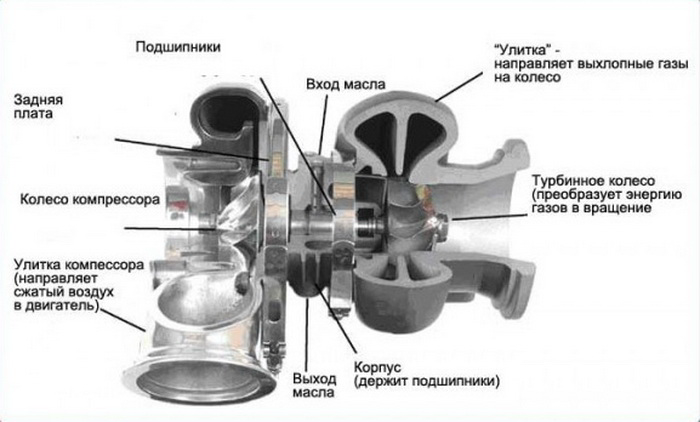 Подшипники
"Улитка" -
направляет выхлопные газы
на колесо
Вход масла
Задняя
плата
Колесо компрессора
Турбинное колесо
(преобразует энергию
газов в вращение
Улитка компессора
(направляет
сжатый воздух
в двигатель)
Выход
масла
Корпус
(держит подшипники)